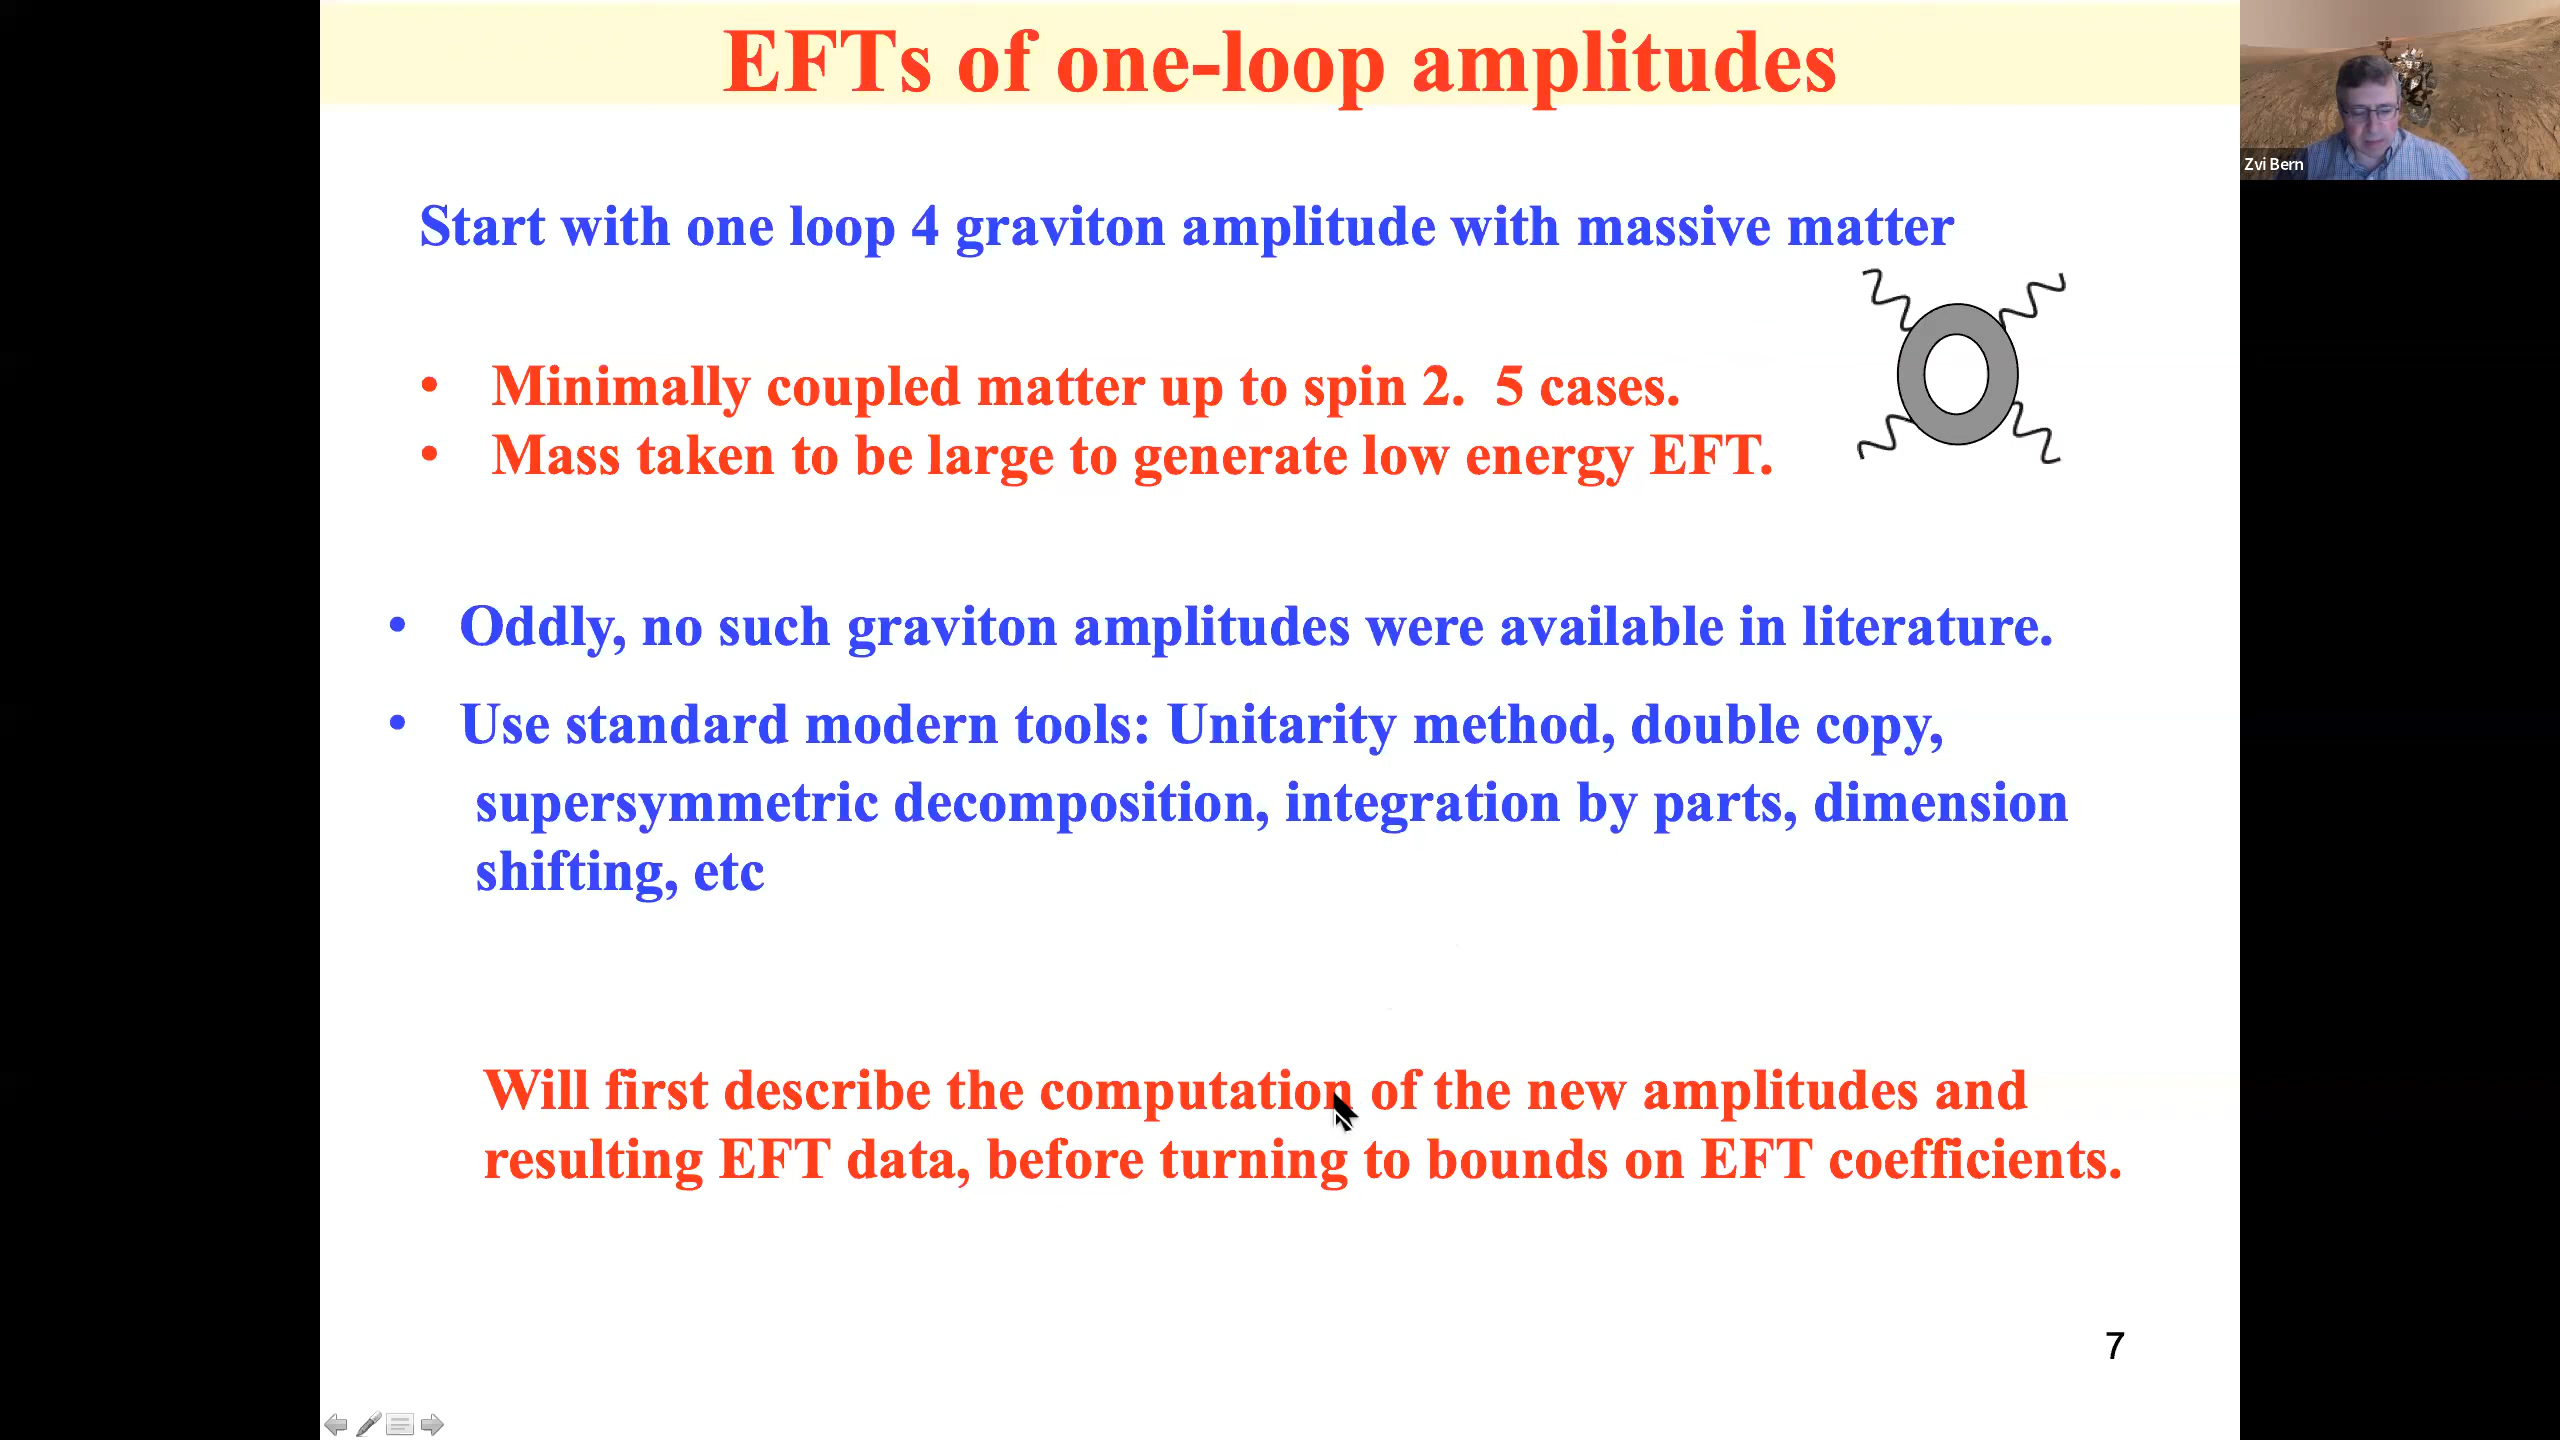 EFTs of one-loop amplitudes
Zvi Bern
Start with one loop 4 graviton amplitude with massive matter
• Minimally coupled matter up to spin 2.  5 cases.
• Mass taken to be large to generate low energy EFT.
• Oddly, no such graviton amplitudes were available in literature.
• Use standard modern tools: Unitarity method, double copy,
supersymmetric decomposition, integration by parts, dimension
shifting, etc
Will first describe the computation of the new amplitudes and
resulting EFT data, before turning to bounds on EFT coefficients.
7